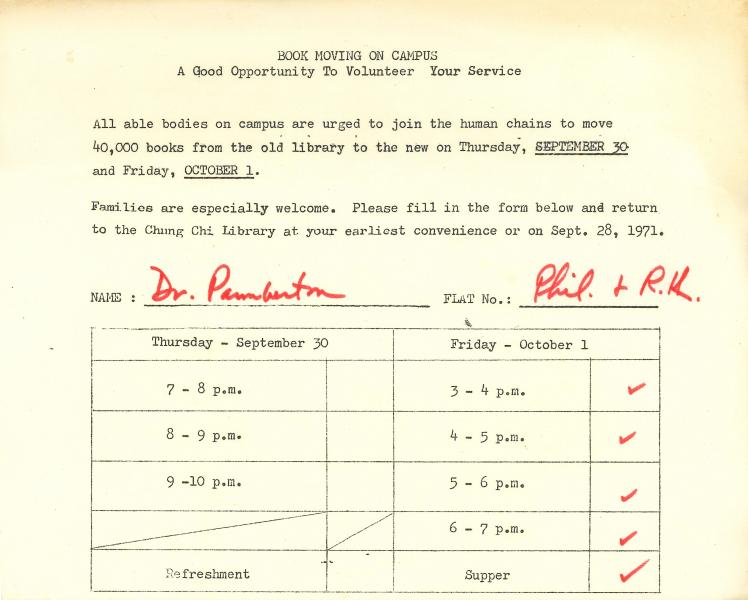 BOOK MOVING ON CAMPUS
A Good Opportunity To Volunteer Your Service
All able bodies on campus are urged to join the human chains to move
40,000 books from the old library to the new on Thursday, SEPTEMBER 30
and Friday, OCTOBER 1.
Families are especially welcome. Please fill in the form below and return
to the Chung Chi Library at your earliest convenience or on Sept. 28, 1971.
NAME : Dr. Pannberton FLAT No.: Phil. & R.K.
Thursday - September 30 Friday - October 1
7 - 8 p.m. 3 - 4 p.m. ✓
8 - 9 p.m. 4 - 5 p.m. ✓
9 -10 p.m. 5 - 6 p.m. ✓
6 - 7 p.m. ✓
Refreshment Supper ✓